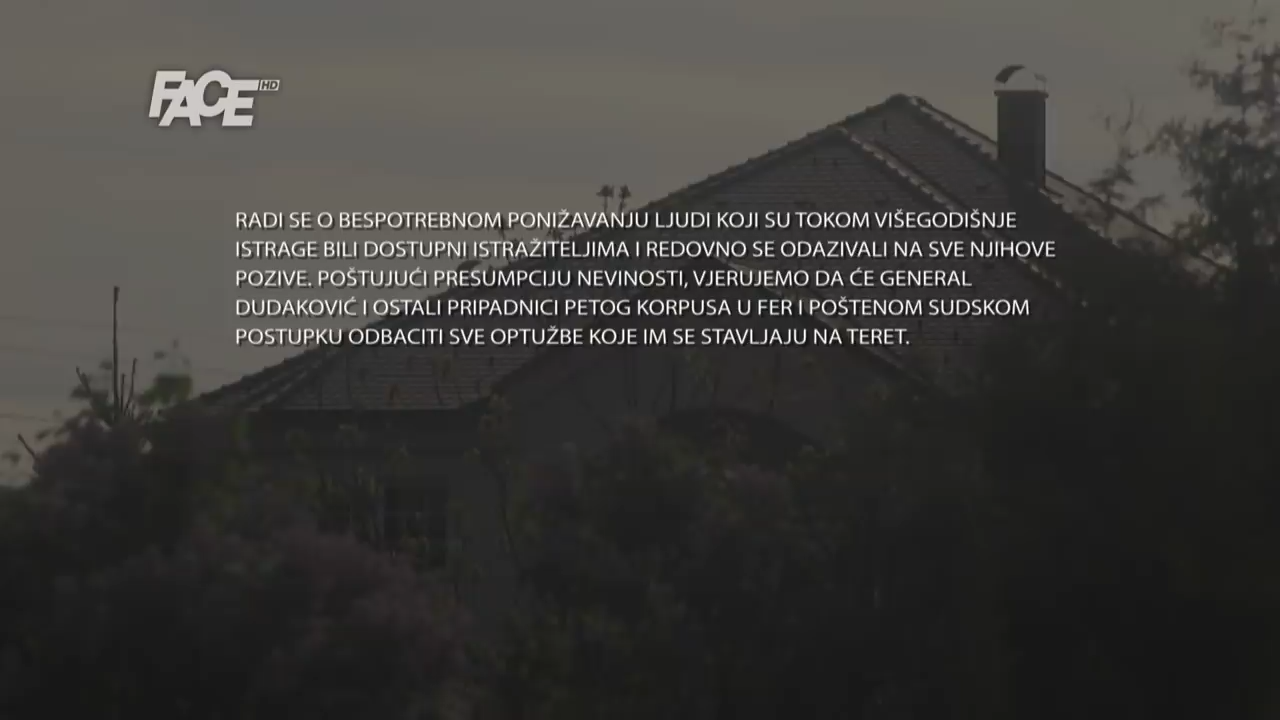 FACE HD
RADI SE O BESPOTREBNOM PONIŽAVANJU LJUDI KOJI SU TOKOM VIŠEGODIŠNJE
ISTRAGE BILI DOSTUPNI ISTRAŽITELJIMA I REDOVNO SE ODAZIVALI NA SVE NJIHOVE
POZIVE. POŠTUJUĆI PRESUMPCIJU NEVINOSTI, VJERUJEMO DA ĆE GENERAL
DUDAKOVIĆ I OSTALI PRIPADNICI PETOG KORPUSA U FER I POŠTENOM SUDSKOM
POSTUPKU ODBACITI SVE OPTUŽBE KOJE IM SE STAVLJAJU NA TERET.